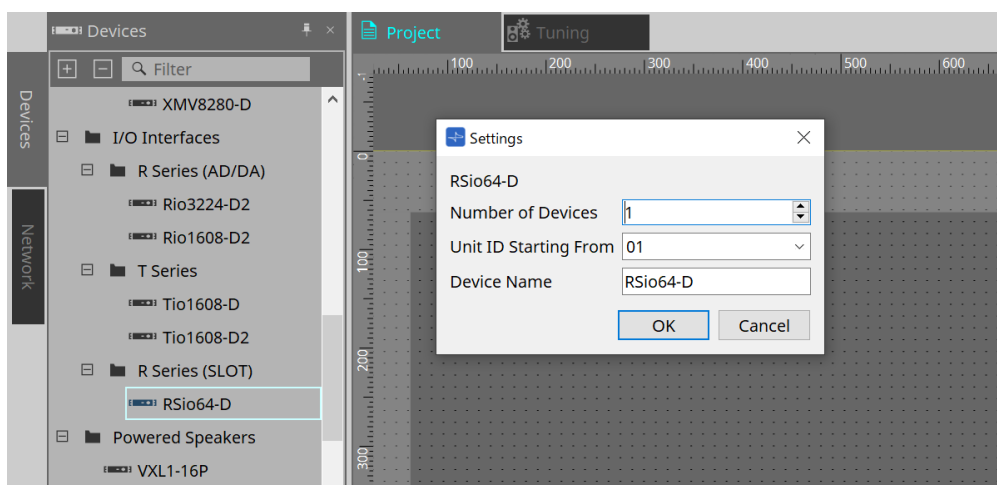 Devices
Project
Tuning
Filter
100 200 300 400 500 600
Devices
Network
XMV8280-D
I/O Interfaces
R Series (AD/DA)
Rio3224-D2
Rio1608-D2
T Series
Tio1608-D
Tio1608-D2
R Series (SLOT)
RSio64-D
Powered Speakers
VXL1-16P
0
100
200
300
Settings
RSio64-D
Number of Devices 1
Unit ID Starting From 01
Device Name RSio64-D
OK Cancel